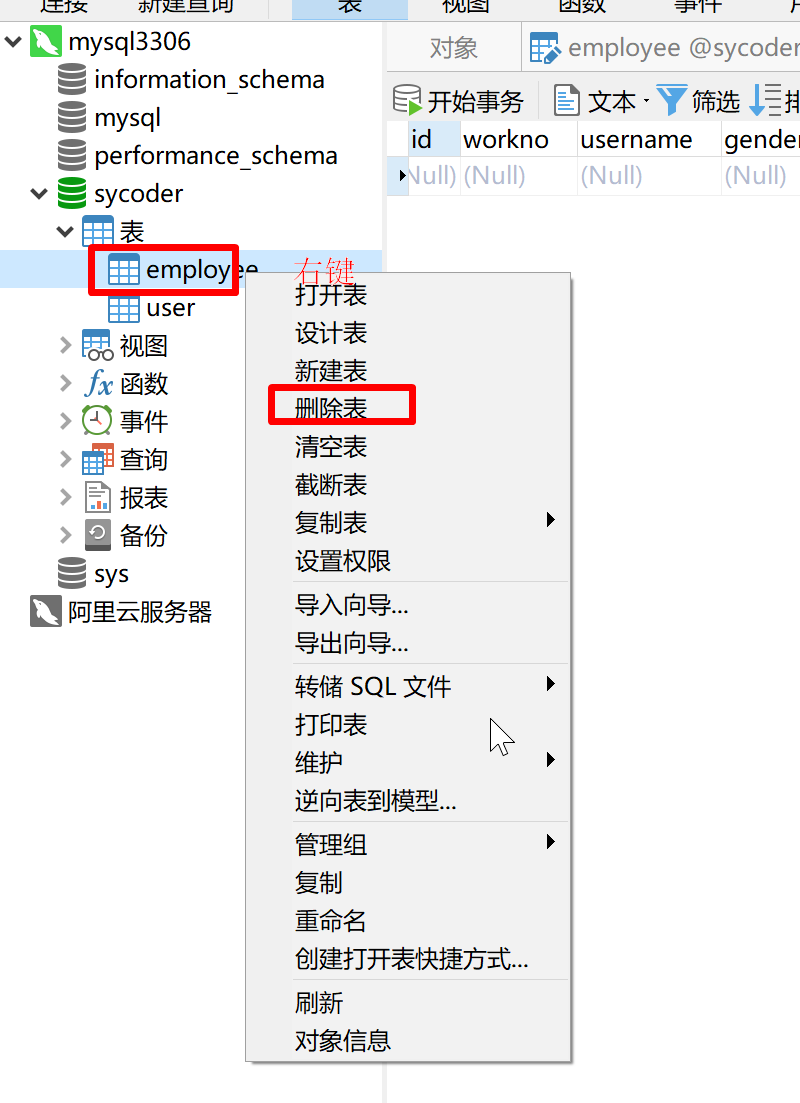 连接 新建查询 表 视图 函数 事件
mysql3306
information_schema
mysql
performance_schema
sycoder
表
employee
user
视图
函数
事件
查询
报表
备份
sys
阿里云服务器
对象 employee @sycoder
开始事务 文本 筛选
id workno username gender
(Null) (Null) (Null) (Null)
右键
打开表
设计表
新建表
删除表
清空表
截断表
复制表
设置权限
导入向导...
导出向导...
转储 SQL 文件
打印表
维护
逆向表到模型...
管理组
复制
重命名
创建打开表快捷方式...
刷新
对象信息